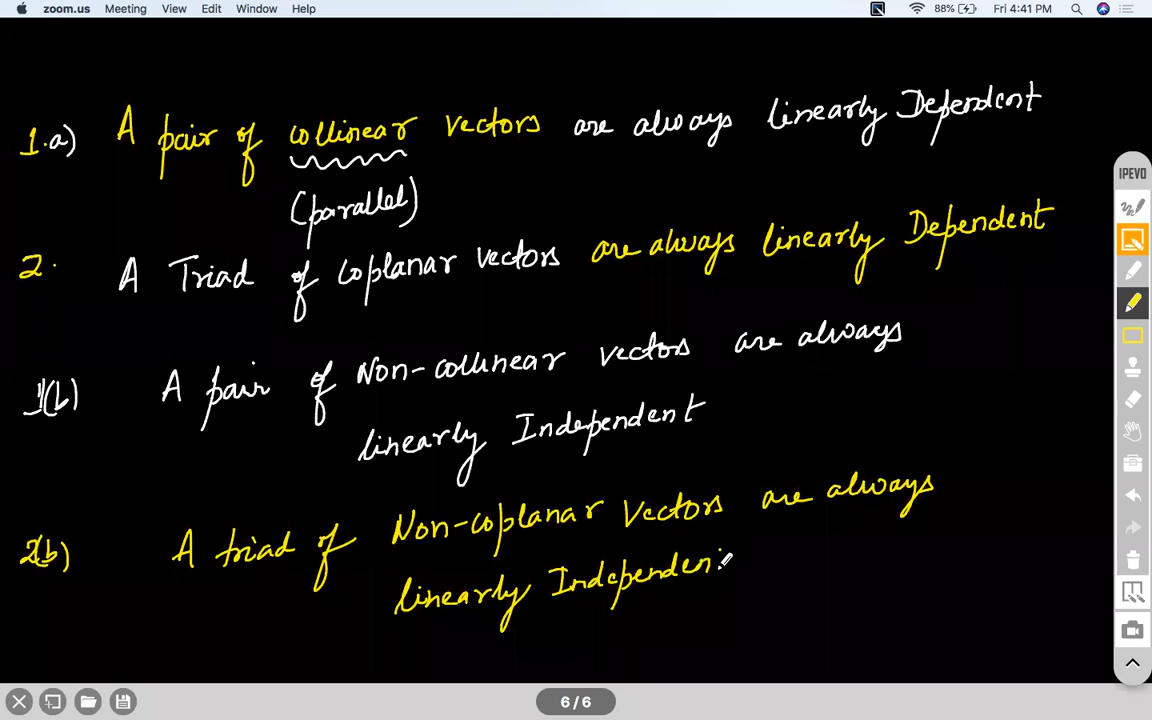 zoom.us Meeting View Edit Window Help 88% Fri 4:41 PM
1.a) A pair of collinear vectors are always linearly Dependent
(parallel)
IPEVO
2. A Triad of coplanar vectors are always linearly Dependent
1(b) A pair of Non-collinear vectors are always
linearly Independent
2(b) A triad of Non-coplanar Vectors are always
linearly Independen
6/6